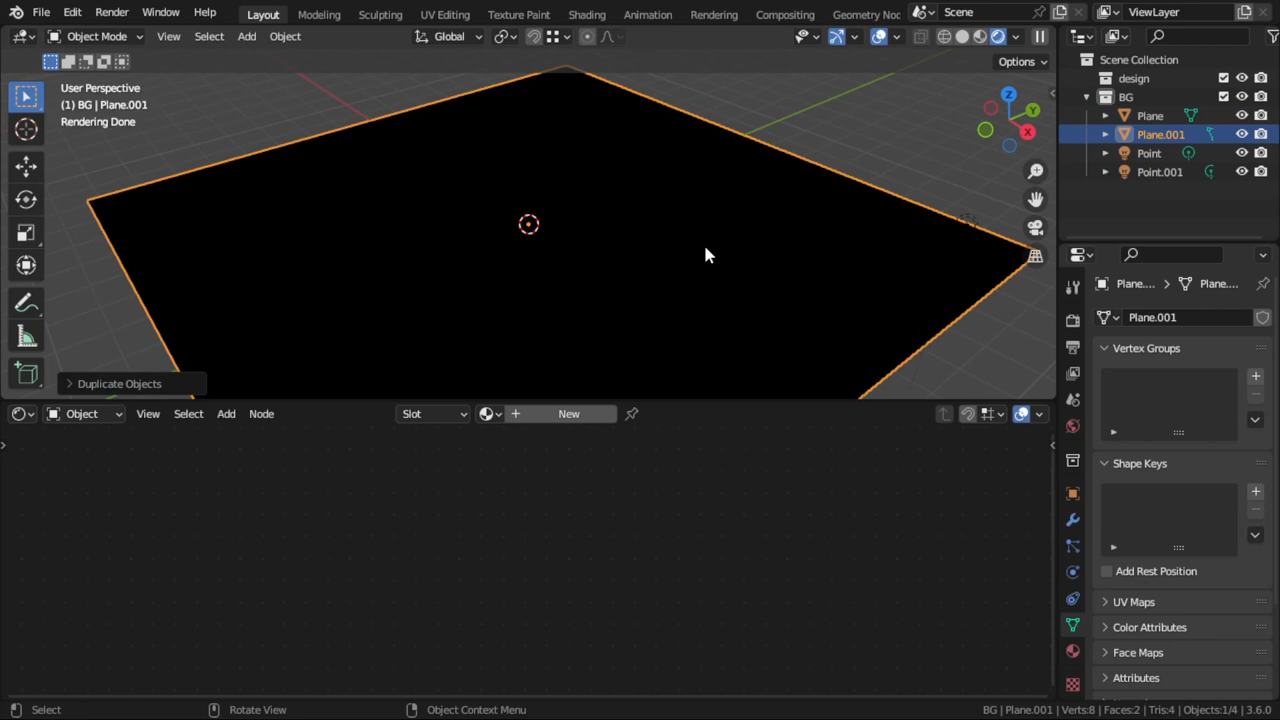 File Edit Render Window Help Layout Modeling Sculpting UV Editing Texture Paint Shading Animation Rendering Compositing Geometry Noc Scene ViewLayer
Object Mode View Select Add Object Global
Options
User Perspective
(1) BG | Plane.001
Rendering Done
Z
Y
X
Scene Collection
design
BG
Plane
Plane.001
Point
Point.001
Plane.... Plane....
Plane.001
Vertex Groups
Shape Keys
Add Rest Position
UV Maps
Color Attributes
Face Maps
Attributes
Duplicate Objects
Object View Select Add Node Slot New
Select Rotate View Object Context Menu BG | Plane.001 | Verts:8 | Faces:2 | Tris:4 | Objects:1/4 | 3.6.0